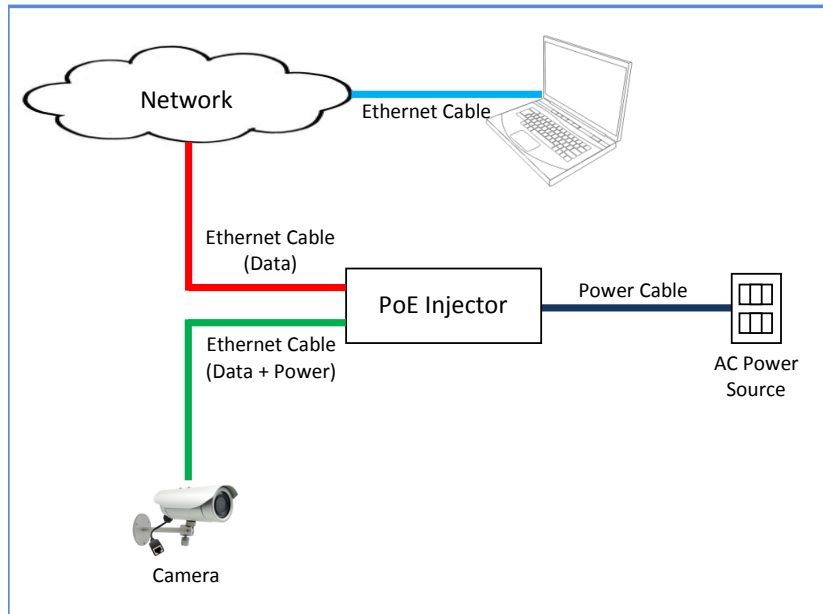 Network
Ethernet Cable
Ethernet Cable
(Data)
PoE Injector
Power Cable
Ethernet Cable
(Data + Power)
AC Power
Source
Camera